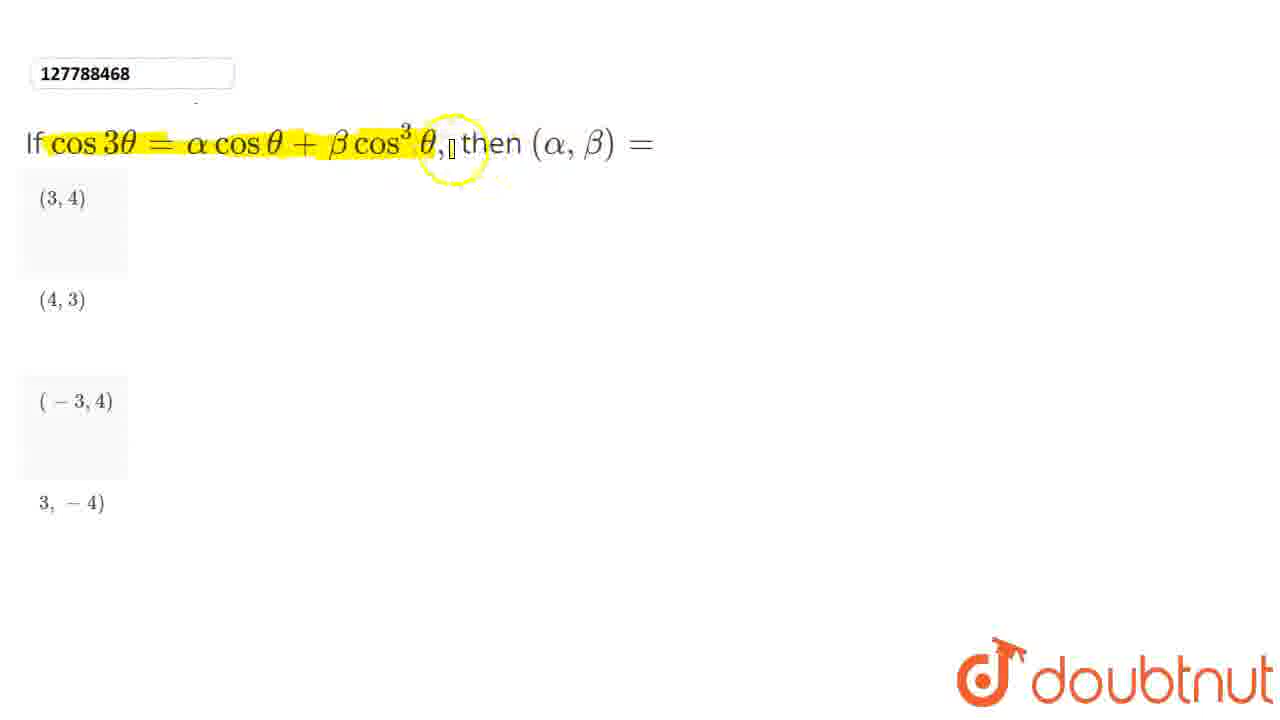 127788468
If cos 3θ = α cos θ + β cos³ θ, then (α, β) =
(3, 4)
(4, 3)
( − 3, 4)
3, − 4)
doubtnut